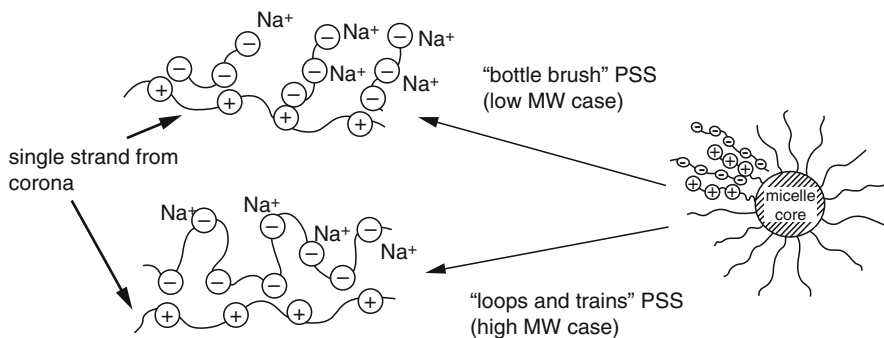 Na⁺
Na⁺
Na⁺
Na⁺
Na⁺
− − − − − − − − −
+ + + +
"bottle brush" PSS
(low MW case)
single strand from
corona
− − − − − − − −
+ + +
+ + +
micelle
core
Na⁺
Na⁺
Na⁺
Na⁺
− − − − − − − −
+ + + +
"loops and trains" PSS
(high MW case)